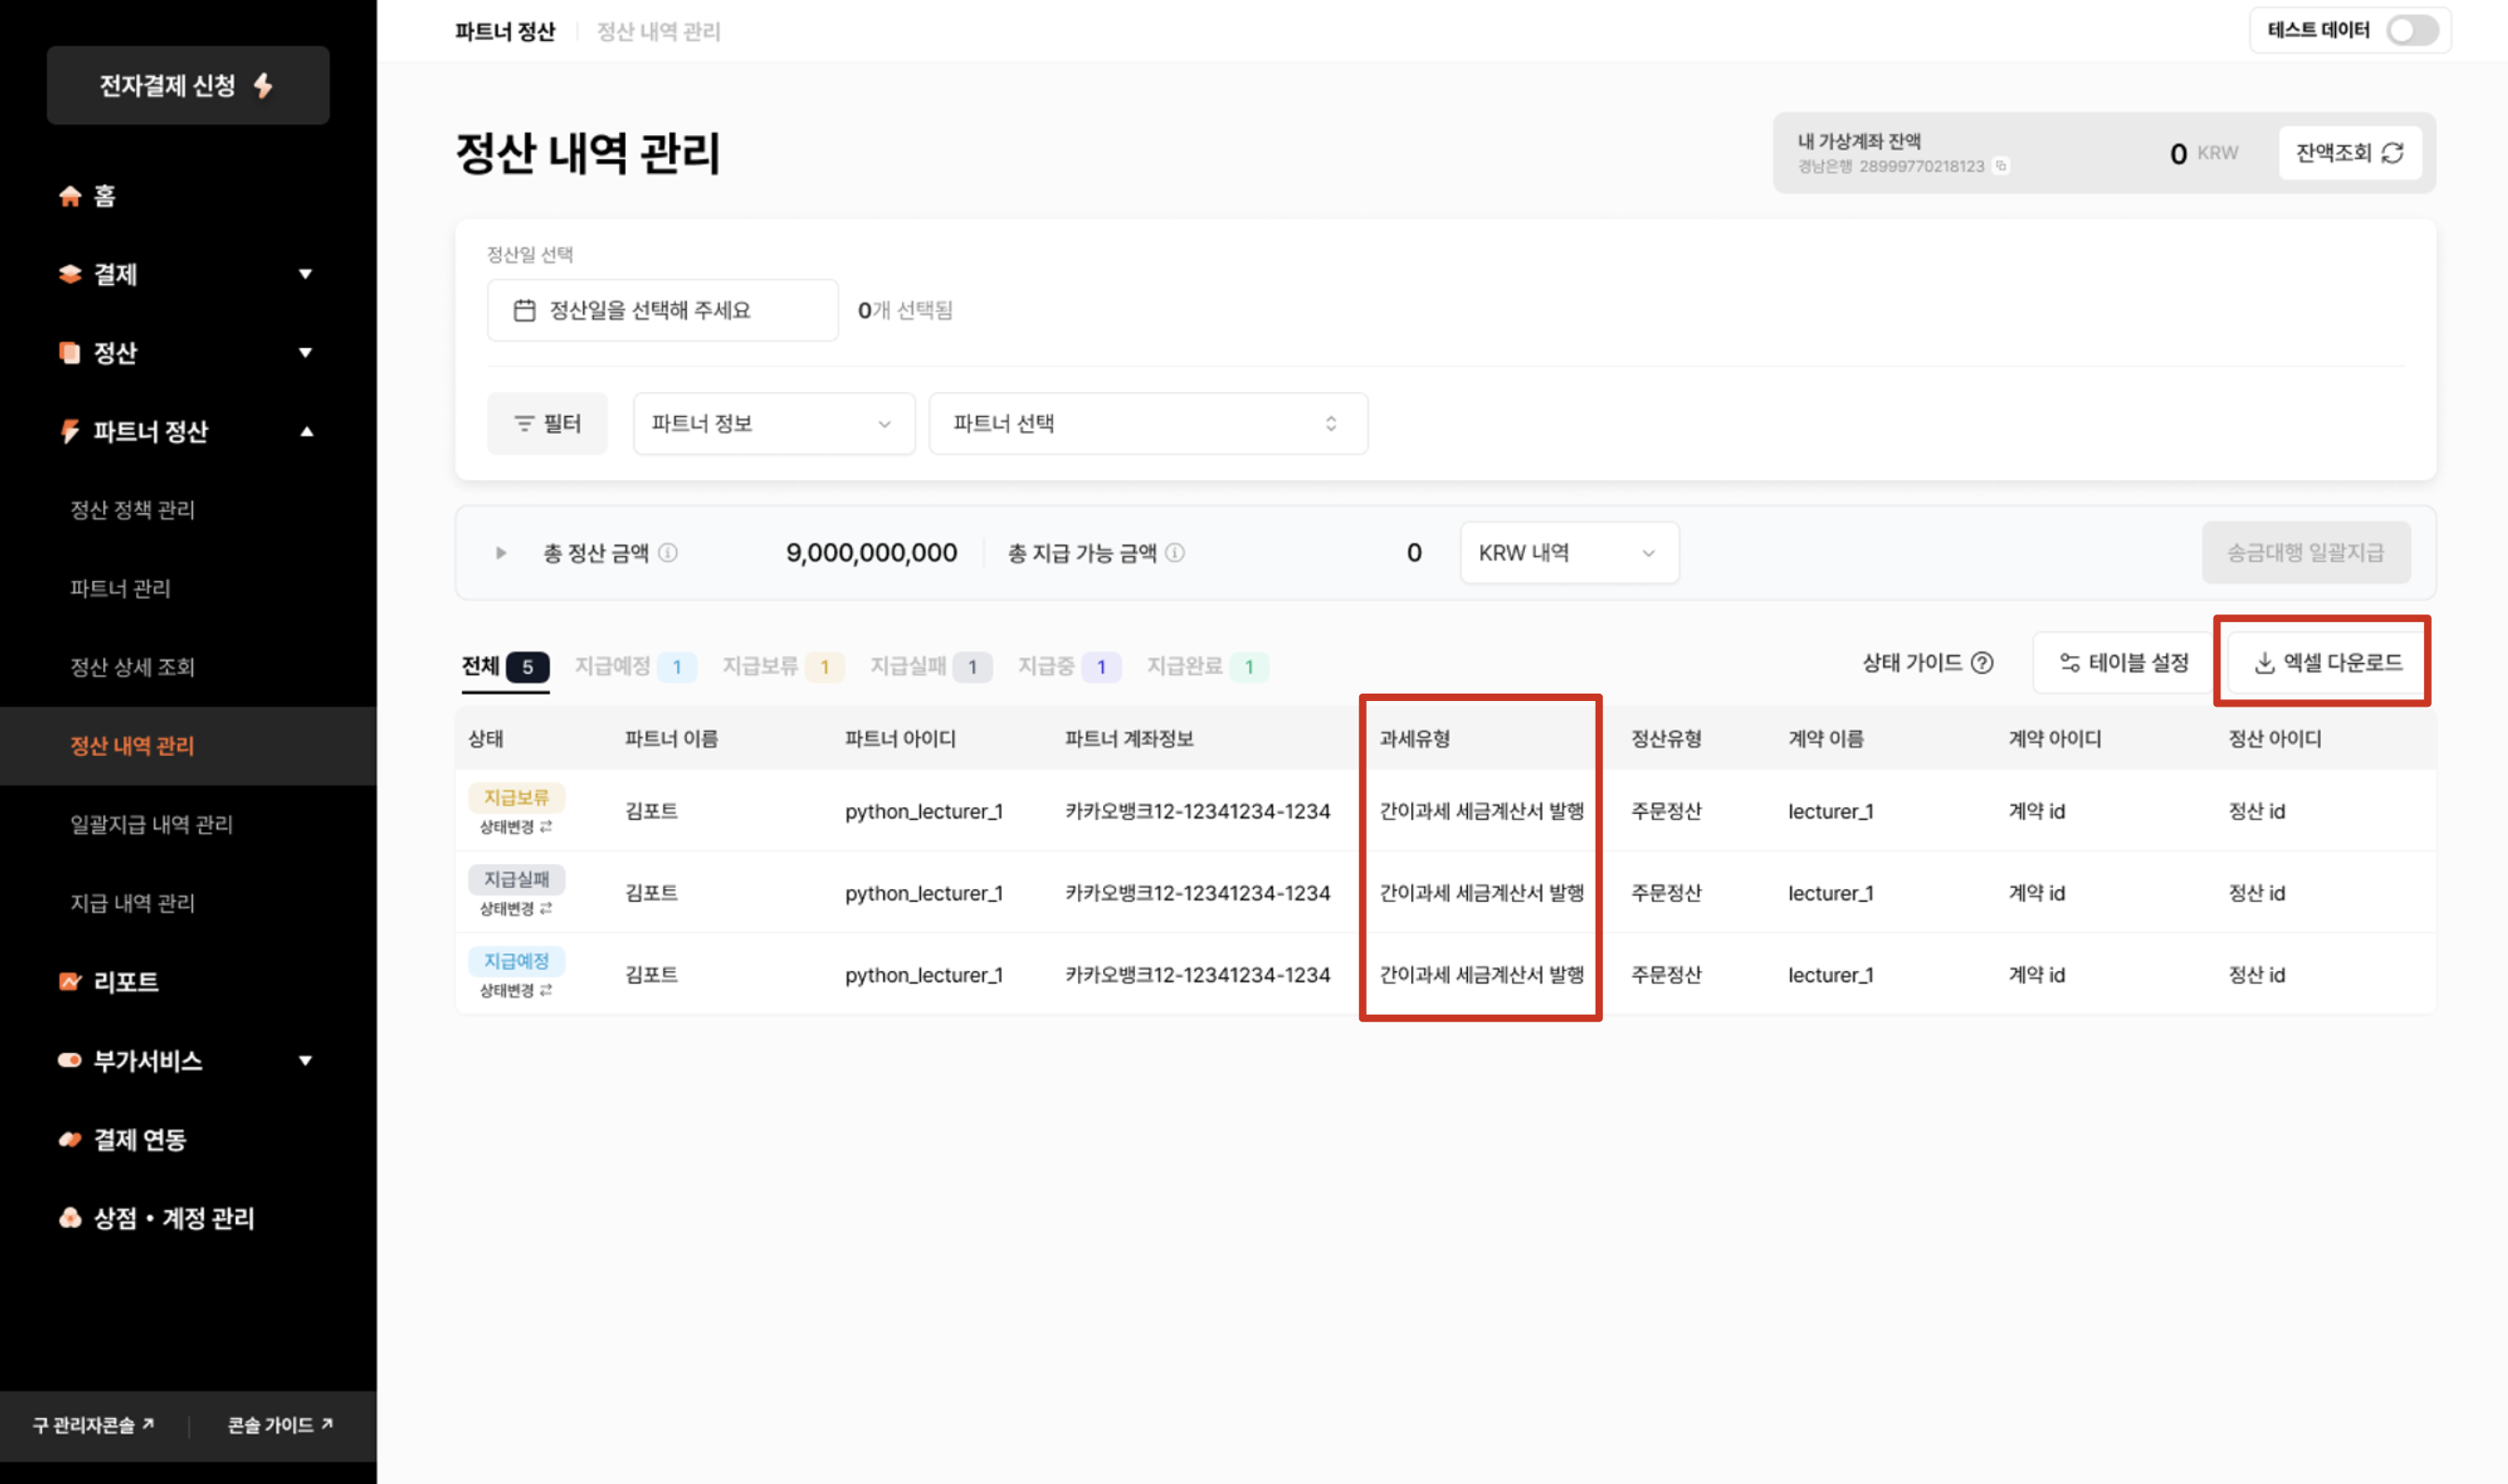 전자결제 신청
홈
결제
정산
파트너 정산
정산 정책 관리
파트너 관리
정산 상세 조회
정산 내역 관리
일괄지급 내역 관리
지급 내역 관리
리포트
부가서비스
결제 연동
상점 • 계정 관리
구 관리자콘솔 ↗ 콘솔 가이드 ↗
파트너 정산 정산 내역 관리
테스트 데이터
정산 내역 관리
내 가상계좌 잔액
경남은행 28999770218123
0 KRW
잔액조회
정산일 선택
정산일을 선택해 주세요 0개 선택됨
필터 파트너 정보 파트너 선택
총 정산 금액 9,000,000,000 총 지급 가능 금액 0 KRW 내역 송금대행 일괄지급
전체 5 지급예정 1 지급보류 1 지급실패 1 지급중 1 지급완료 1 상태 가이드 테이블 설정 엑셀 다운로드
상태 파트너 이름 파트너 아이디 파트너 계좌정보 과세유형 정산유형 계약 이름 계약 아이디 정산 아이디
지급보류 상태변경 김포트 python_lecturer_1 카카오뱅크12-12341234-1234 간이과세 세금계산서 발행 주문정산 lecturer_1 계약 id 정산 id
지급실패 상태변경 김포트 python_lecturer_1 카카오뱅크12-12341234-1234 간이과세 세금계산서 발행 주문정산 lecturer_1 계약 id 정산 id
지급예정 상태변경 김포트 python_lecturer_1 카카오뱅크12-12341234-1234 간이과세 세금계산서 발행 주문정산 lecturer_1 계약 id 정산 id